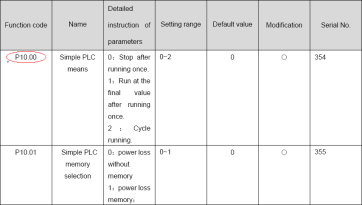 Detailed
Function code Name instruction of Setting range Default value Modification Serial No.
parameters
P10.00 Simple PLC 0：Stop after 0-2 0 ○ 354
means running once.
1：Run at the
final value
after running
once.
2 ： Cycle
running.
P10.01 Simple PLC 0：power loss 0-1 0 ○ 355
memory without
selection memory
1：power loss
memory；